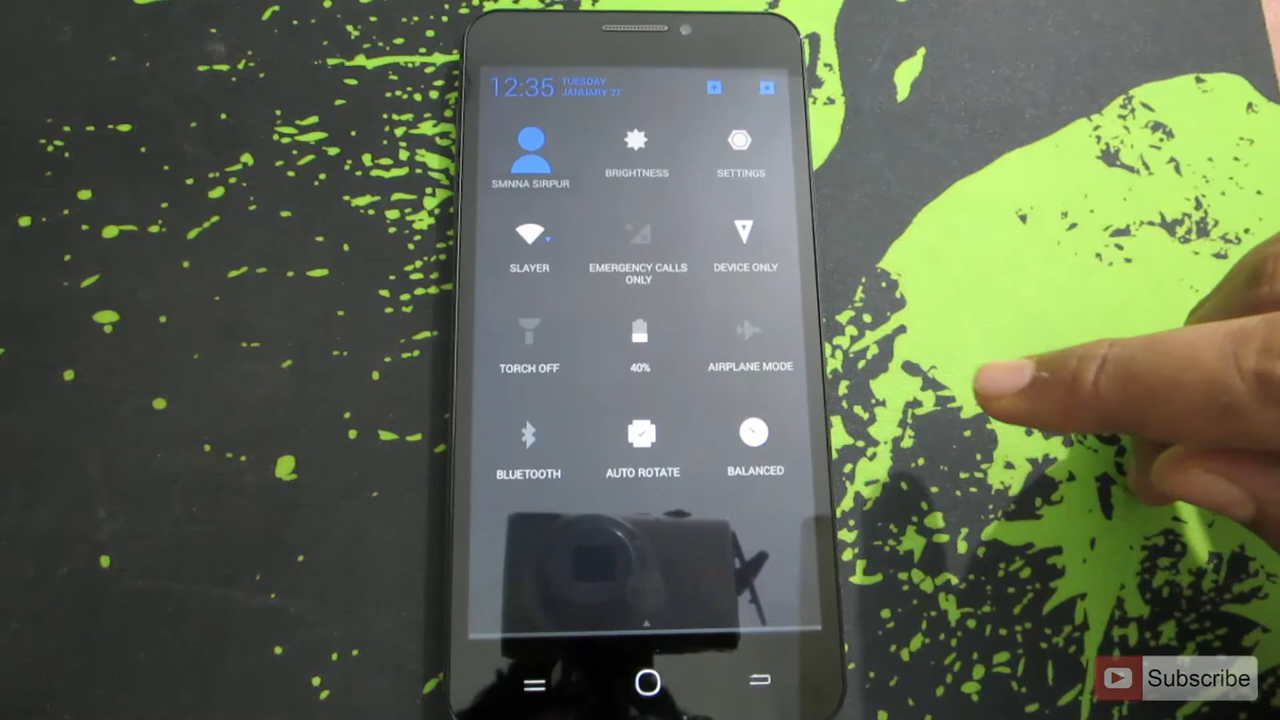 12:35
TUESDAY
JANUARY 27
SMNNA SIRPUR
BRIGHTNESS
SETTINGS
SLAYER
EMERGENCY CALLS
ONLY
DEVICE ONLY
TORCH OFF
40%
AIRPLANE MODE
BLUETOOTH
AUTO ROTATE
BALANCED
Subscribe